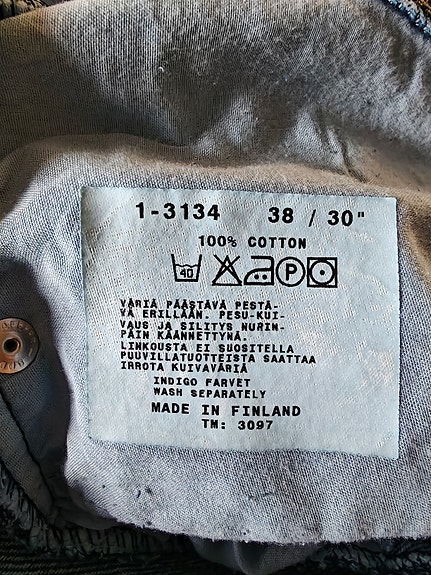 1-3134 38 / 30"
100% COTTON
40 P
VÄRIÄ PÄÄSTÄVÄ PESTÄ-
VÄ ERILLÄÄN. PESU-KUI-
VAUS JA SILITYS NURIN-
PÄIN KÄÄNNETTYNÄ.
LINKOUSTA EI SUOSITELLA
PUUVILLATUOTTEISTA SAATTAA
IRROTA KUIVAVÄRIÄ
INDIGO FARVET
WASH SEPARATELY
MADE IN FINLAND
TM: 3097